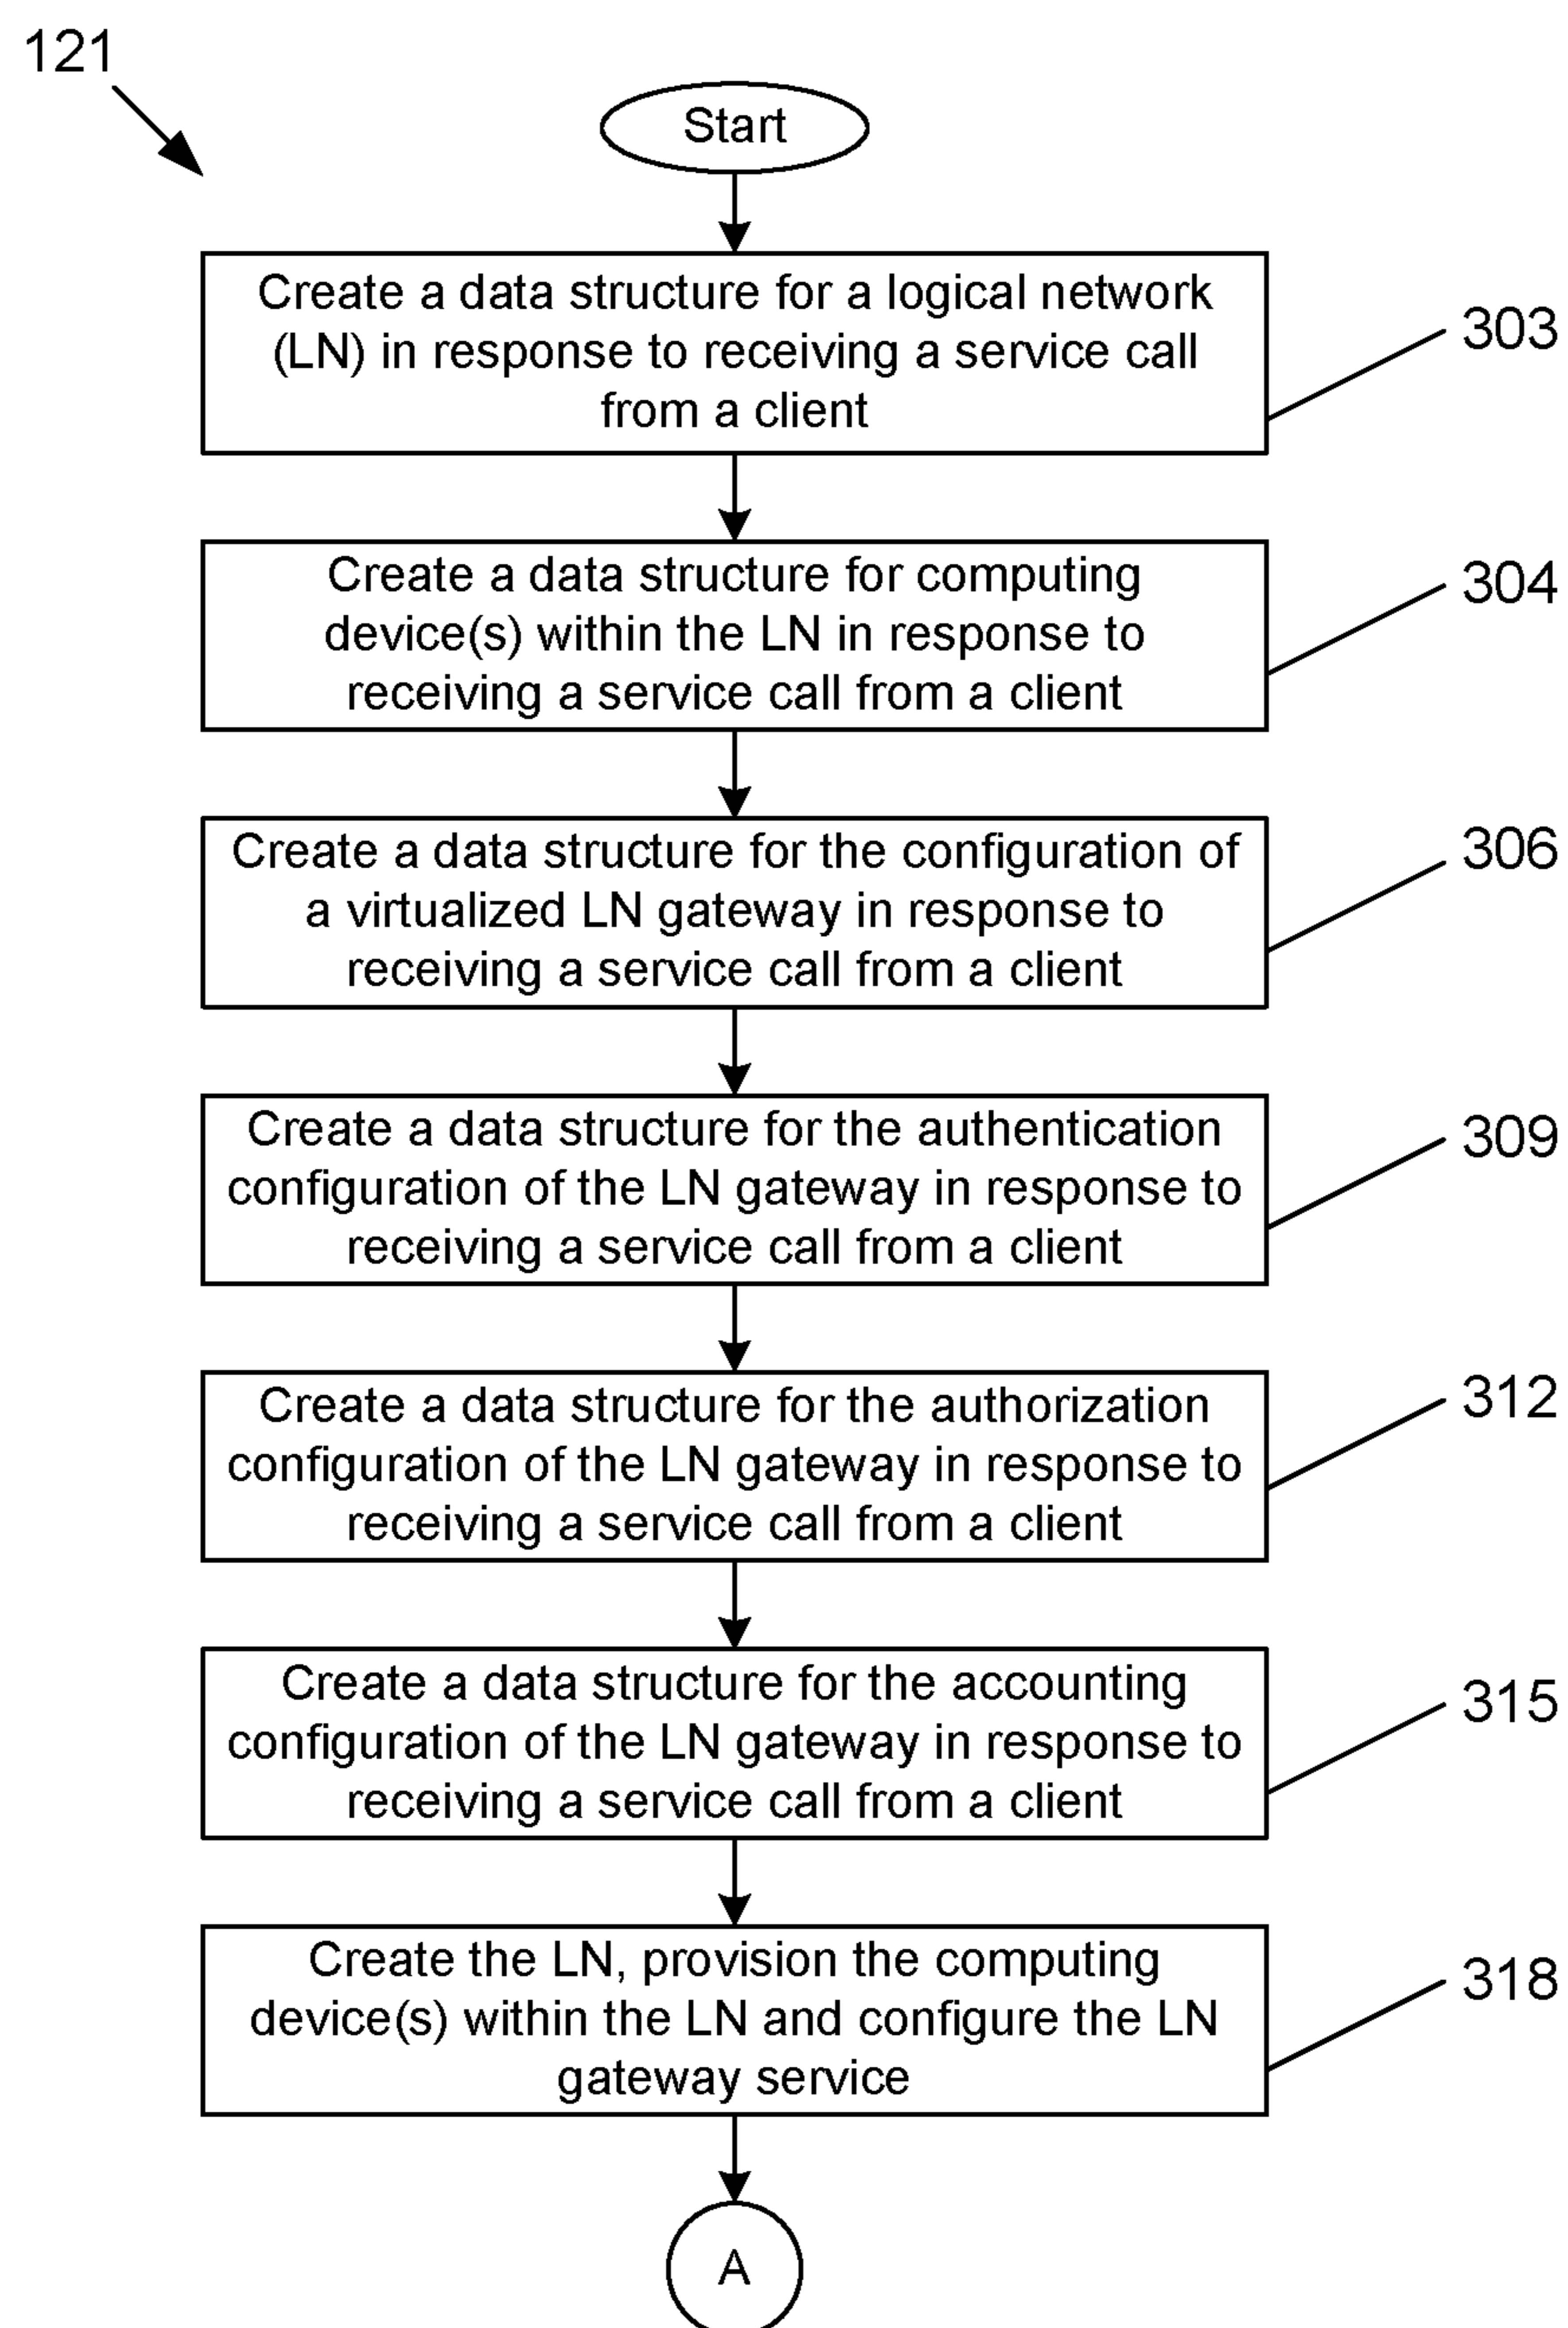 121
Start
Create a data structure for a logical network
(LN) in response to receiving a service call
from a client
303
Create a data structure for computing
device(s) within the LN in response to
receiving a service call from a client
304
Create a data structure for the configuration of
a virtualized LN gateway in response to
receiving a service call from a client
306
Create a data structure for the authentication
configuration of the LN gateway in response to
receiving a service call from a client
309
Create a data structure for the authorization
configuration of the LN gateway in response to
receiving a service call from a client
312
Create a data structure for the accounting
configuration of the LN gateway in response to
receiving a service call from a client
315
Create the LN, provision the computing
device(s) within the LN and configure the LN
gateway service
318
A